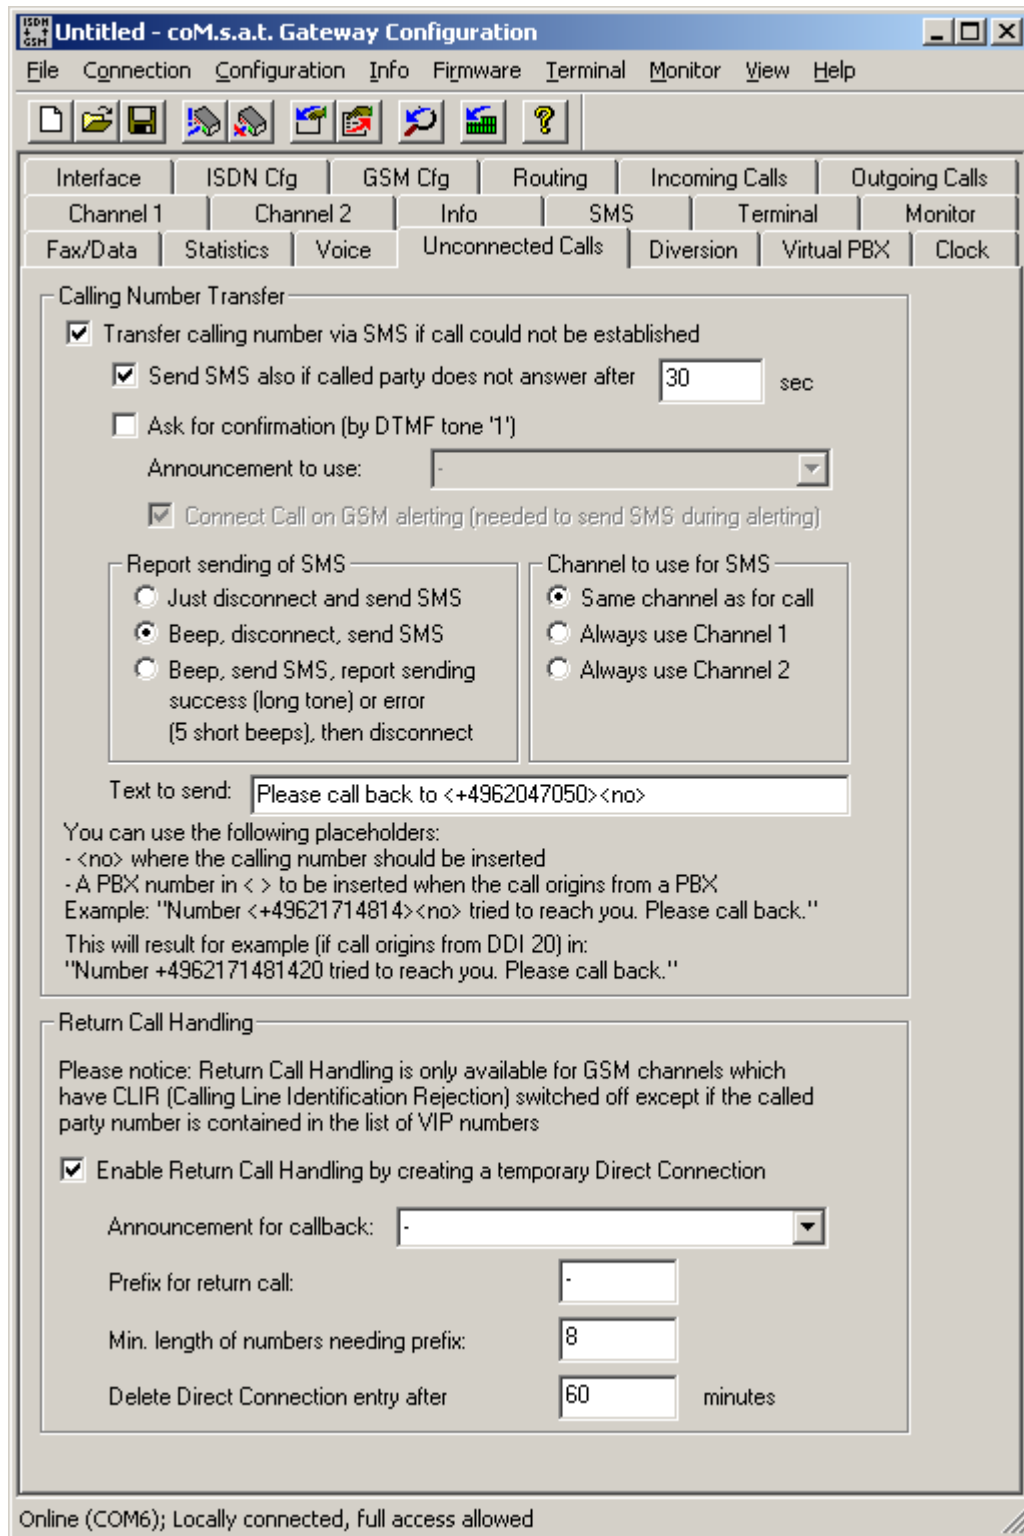 ISDN GSM Untitled - coM.s.a.t. Gateway Configuration
File Connection Configuration Info Firmware Terminal Monitor View Help
Interface ISDN Cfg GSM Cfg Routing Incoming Calls Outgoing Calls
Channel 1 Channel 2 Info SMS Terminal Monitor
Fax/Data Statistics Voice Unconnected Calls Diversion Virtual PBX Clock
Calling Number Transfer
Transfer calling number via SMS if call could not be established
Send SMS also if called party does not answer after 30 sec
Ask for confirmation (by DTMF tone '1')
Announcement to use: -
Connect Call on GSM alerting (needed to send SMS during alerting)
Report sending of SMS
Just disconnect and send SMS
Beep, disconnect, send SMS
Beep, send SMS, report sending
success (long tone) or error
(5 short beeps), then disconnect
Channel to use for SMS
Same channel as for call
Always use Channel 1
Always use Channel 2
Text to send: Please call back to <+4962047050><no>
You can use the following placeholders:
- <no> where the calling number should be inserted
- A PBX number in < > to be inserted when the call origins from a PBX
Example: "Number <+49621714814><no> tried to reach you. Please call back."
This will result for example (if call origins from DDI 20) in:
"Number +4962171481420 tried to reach you. Please call back."
Return Call Handling
Please notice: Return Call Handling is only available for GSM channels which
have CLIR (Calling Line Identification Rejection) switched off except if the called
party number is contained in the list of VIP numbers
Enable Return Call Handling by creating a temporary Direct Connection
Announcement for callback: -
Prefix for return call: -
Min. length of numbers needing prefix: 8
Delete Direct Connection entry after 60 minutes
Online (COM6); Locally connected, full access allowed